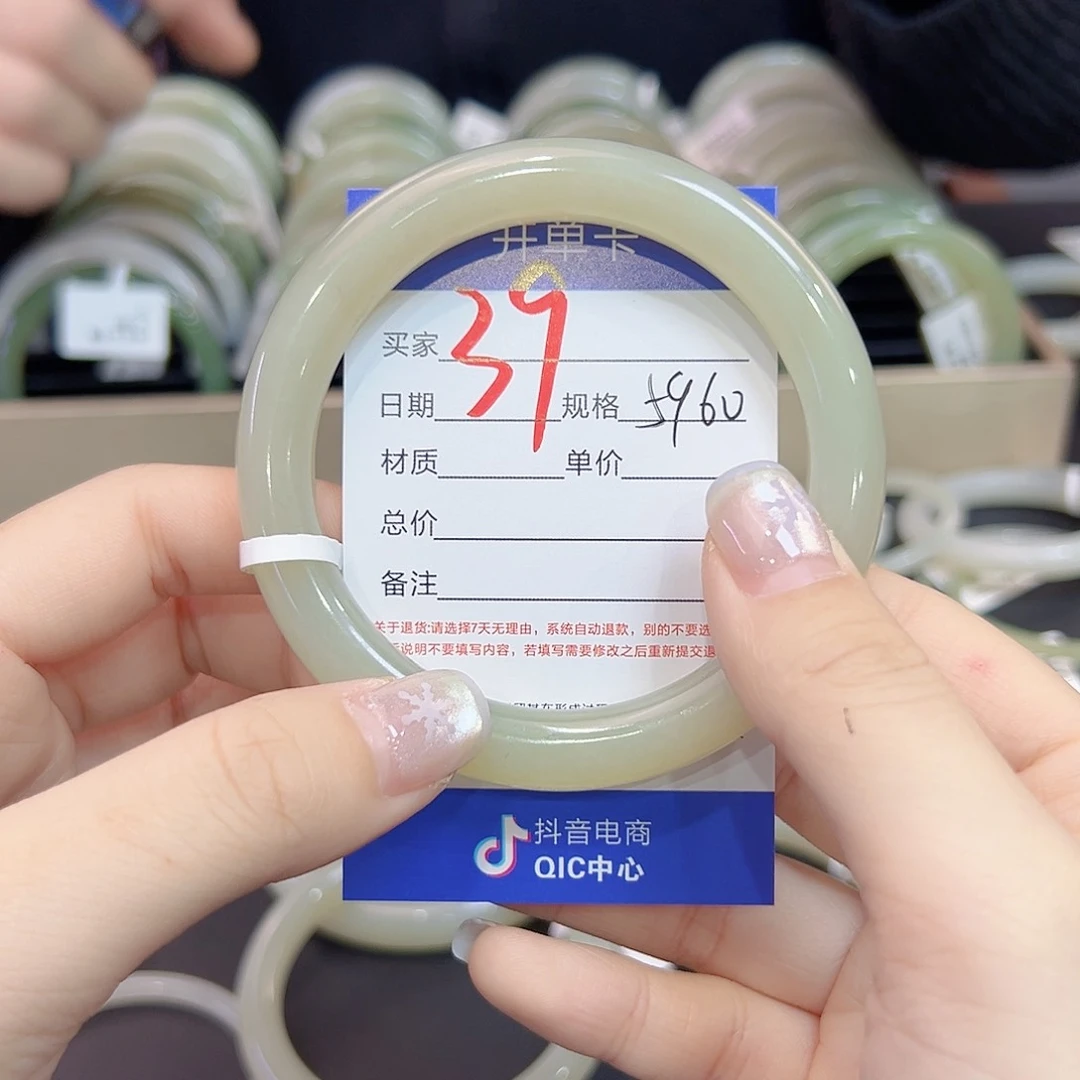 开单卡
买家
39
日期 规格 5960
材质 单价
总价
备注
关于退货:请选择7天无理由，系统自动退款，别的不要选
说明不要填写内容，若填写需要修改之后重新提交退
抖音电商
QIC中心